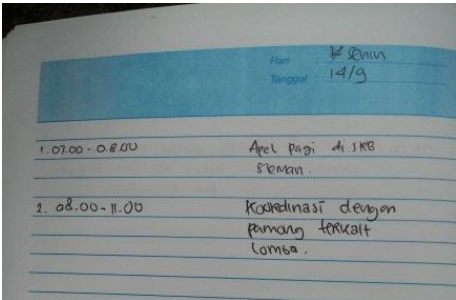 Hari : Senin
Tanggal : 14/9
1. 07.00 - 08.00 Apel pagi di SKB
Sleman.
2. 08.00 - 11.00 Koordinasi dengan
pamong terkait
Lomba.